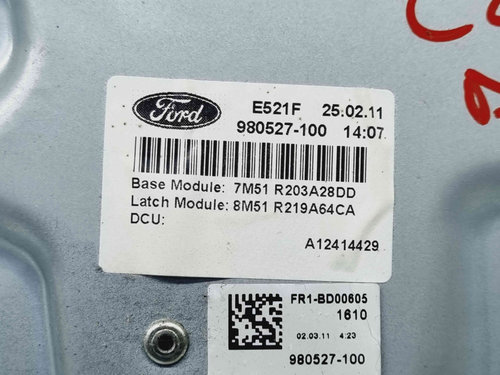 Ford
E521F 25.02.11
980527-100 14:07
Base Module: 7M51 R203A28DD
Latch Module: 8M51 R219A64CA
DCU:
A12414429
FR1-BD00605
1610
02.03.11 4:23
980527-100